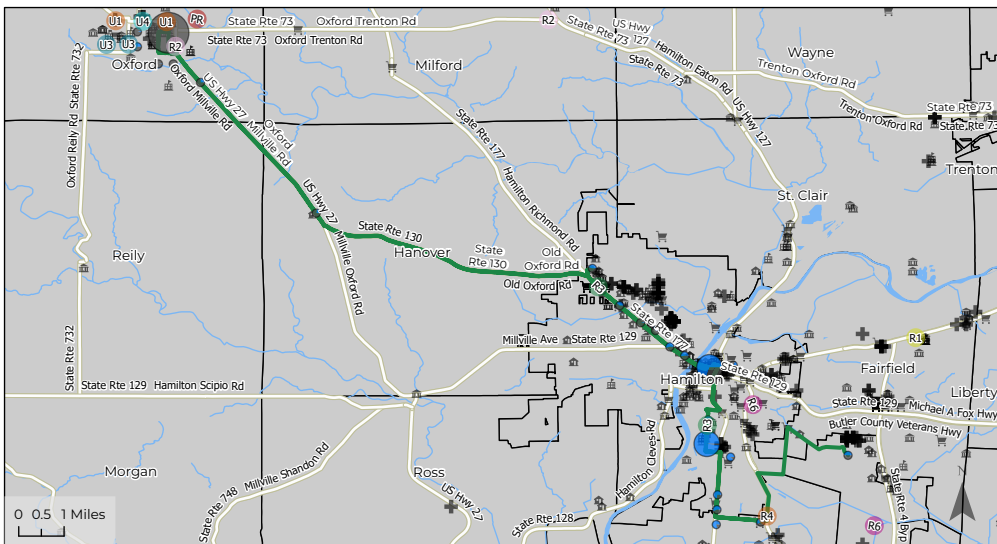 U1
U4
U1
PR
State Rte 73
Oxford Trenton Rd
R2
US Hwy
State Rte 73 127
Hamilton Eaton Rd
U3
U3
R2
State Rte 73 Oxford Trenton Rd
State Rte 73
Wayne
Oxford
Milford
Trenton Oxford Rd
State Rte 732
Oxford Reily Rd
US Hwy 27
Oxford Millville Rd
Oxford
Millville Rd
US Hwy 127
Trenton Oxford Rd
State Rte 73
State Rte 73
State Rte 177
Hamilton Richmond Rd
Trenton
US Hwy 27
Millville Oxford Rd
St. Clair
State Rte 130
Reily
Hanover
State
Rte 130
Old
Oxford Rd
Old Oxford Rd
R3
State Rte 177
State Rte 732
Millville Ave
State Rte 129
R1
State Rte 129
Hamilton
Fairfield
State Rte 129 Hamilton Scipio Rd
Liberty
R6
State Rte 129
Michael A Fox Hwy
Butler County Veterans Hwy
R3
Hamilton Cleves Rd
Morgan
Ross
Millville Shandon Rd
State Rte 748
US Hwy 27
State Rte 128
State Rte 4 Byp
N
R4
R6
0 0.5 1 Miles